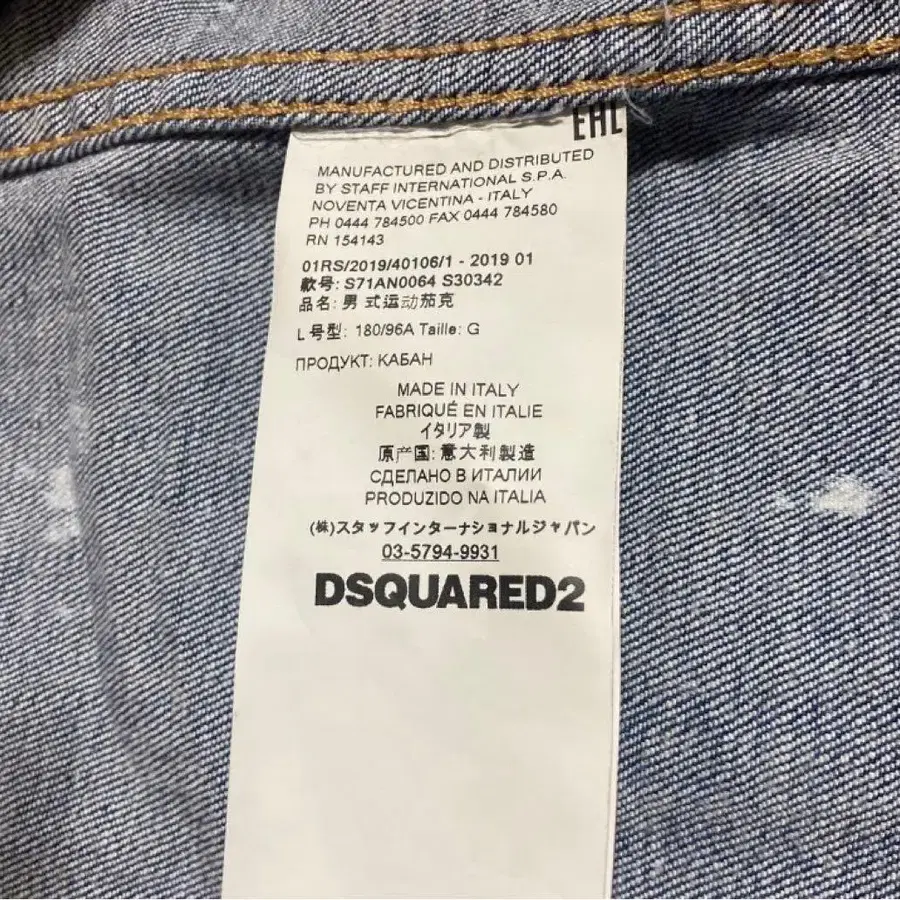 EAC
MANUFACTURED AND DISTRIBUTED
BY STAFF INTERNATIONAL S.P.A.
NOVENTA VICENTINA - ITALY
PH 0444 784500 FAX 0444 784580
RN 154143
01RS/2019/40106/1 - 2019 01
款号: S71AN0064 S30342
品名: 男 式运动茄克
L 号型: 180/96A Taille: G
ПРОДУКТ: КАБАН
MADE IN ITALY
FABRIQUÉ EN ITALIE
イタリア製
原产国: 意大利製造
СДЕЛАНО В ИТАЛИИ
PRODUZIDO NA ITALIA
(株)スタッフインターナショナルジャパン
03-5794-9931
DSQUARED2